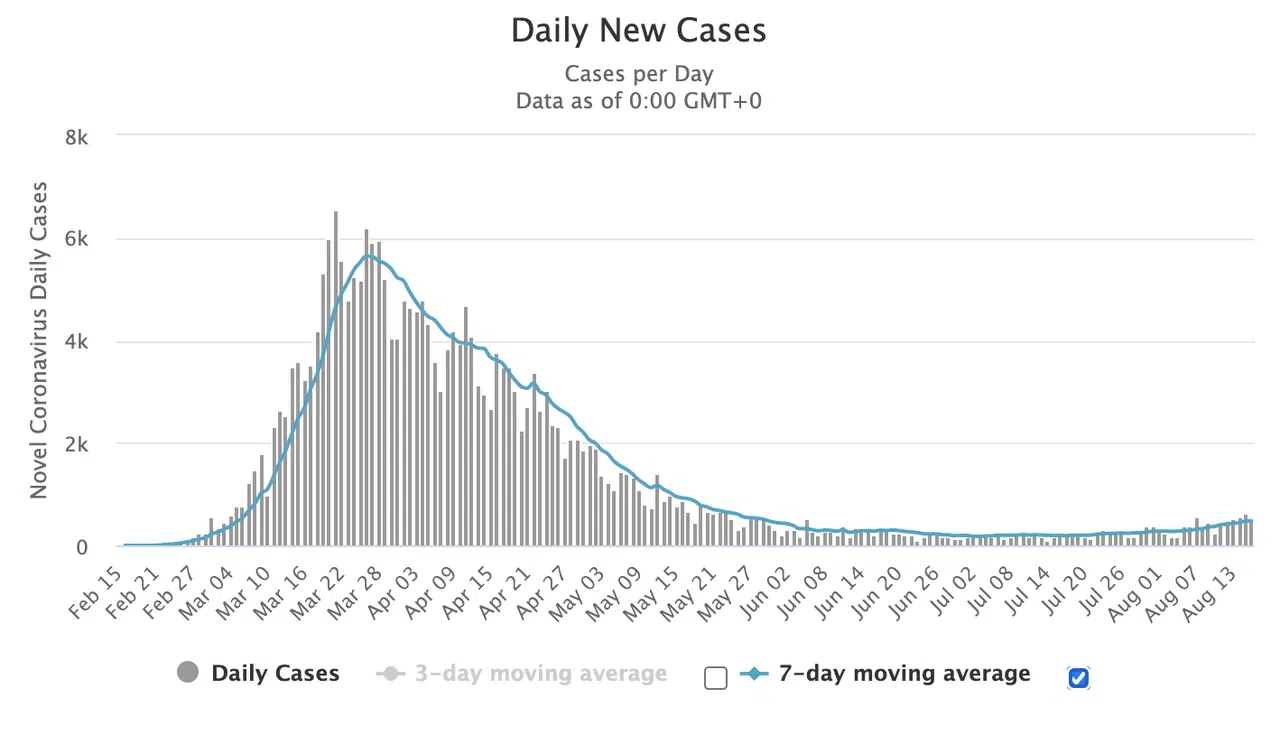 Daily New Cases
Cases per Day
Data as of 0:00 GMT+0
Novel Coronavirus Daily Cases
8k
6k
4k
2k
0
Feb 15
Feb 21
Feb 27
Mar 04
Mar 10
Mar 16
Mar 22
Mar 28
Apr 03
Apr 09
Apr 15
Apr 21
Apr 27
May 03
May 09
May 15
May 21
May 27
Jun 02
Jun 08
Jun 14
Jun 20
Jun 26
Jul 02
Jul 08
Jul 14
Jul 20
Jul 26
Aug 01
Aug 07
Aug 13
Daily Cases
3-day moving average
7-day moving average